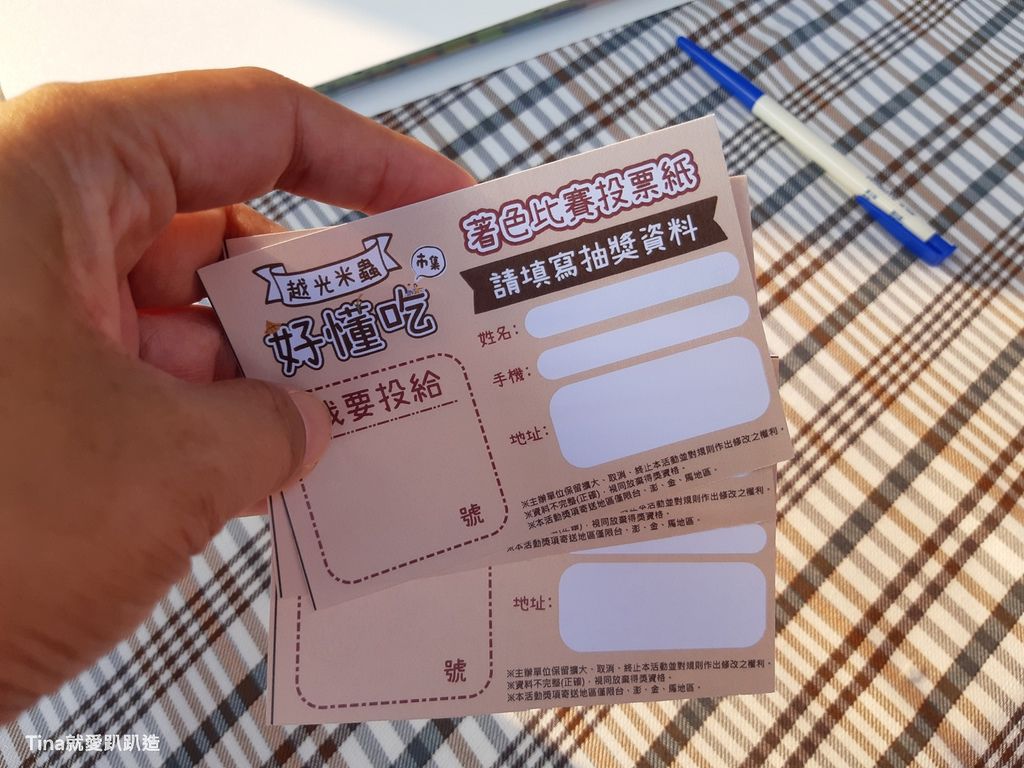 越光米蟲
市集
好懂吃
著色比賽投票紙
請填寫抽獎資料
我要投給
號
姓名:
手機:
地址:
※主辦單位保留擴大、取消、終止本活動並對規則作出修改之權利。
※資料不完整(正確),視同放棄得獎資格。
※本活動獎項寄送地區僅限台、澎、金、馬地區。
號
地址:
※主辦單位保留擴大、取消、終止本活動並對規則作出修改之權利。
※資料不完整(正確),視同放棄得獎資格。
※本活動獎項寄送地區僅限台、澎、金、馬地區。
Tina就愛趴趴造